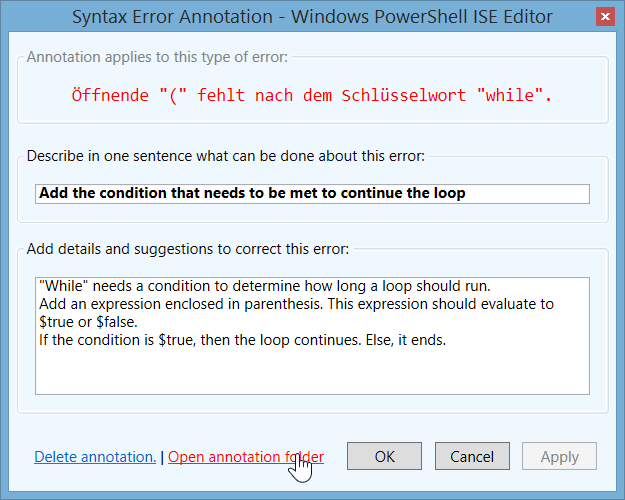 Syntax Error Annotation - Windows PowerShell ISE Editor
Annotation applies to this type of error:
Öffnende "(" fehlt nach dem Schlüsselwort "while".
Describe in one sentence what can be done about this error:
Add the condition that needs to be met to continue the loop
Add details and suggestions to correct this error:
"While" needs a condition to determine how long a loop should run.
Add an expression enclosed in parenthesis. This expression should evaluate to
$true or $false.
If the condition is $true, then the loop continues. Else, it ends.
Delete annotation. | Open annotation folder OK Cancel Apply